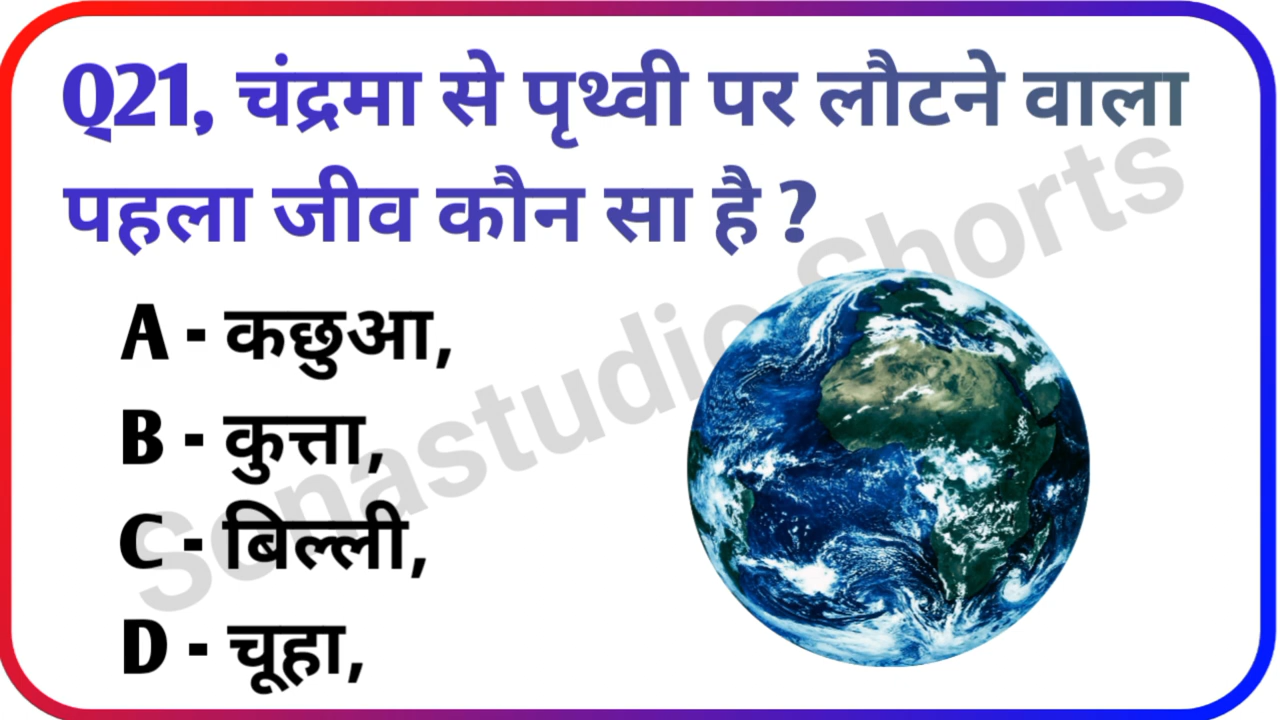 Q21, चंद्रमा से पृथ्वी पर लौटने वाला
पहला जीव कौन सा है ?
A - कछुआ,
B - कुत्ता,
C - बिल्ली,
D - चूहा,
Sonastudio Shorts